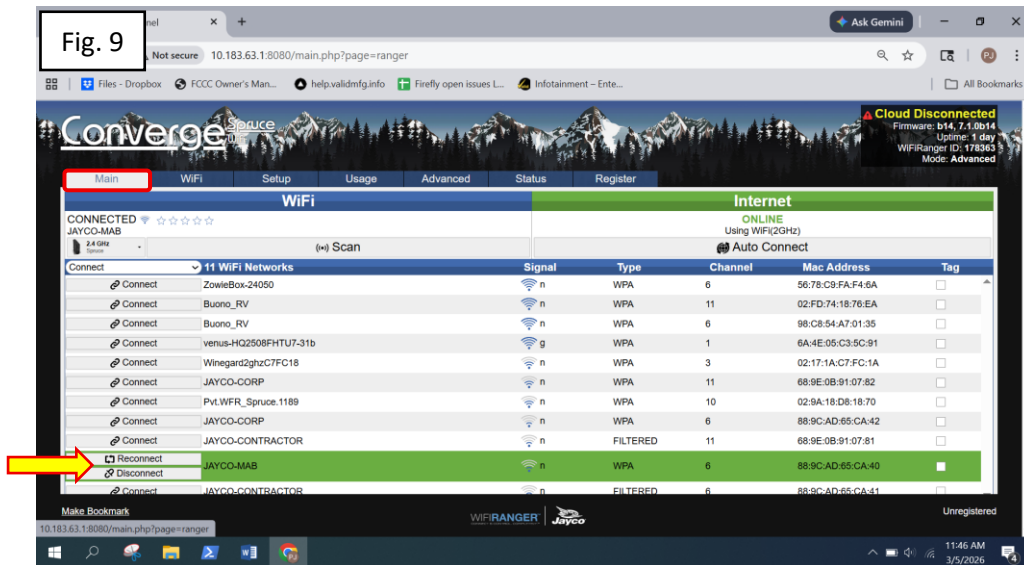 Fig. 9
nel
Ask Gemini
Not secure 10.183.63.1:8080/main.php?page=ranger
PJ
Files - Dropbox FCCC Owner's Man... help.validmfg.info Firefly open issues L... Infotainment – Ente... All Bookmarks
Converge Spruce
Cloud Disconnected
Firmware: b14, 7.1.0b14
Uptime: 1 day
WiFiRanger ID: 178363
Mode: Advanced
Main WiFi Setup Usage Advanced Status Register
WiFi Internet
CONNECTED
JAYCO-MAB
ONLINE
Using WiFi(2GHz)
2.4 GHz
Spruce
Scan Auto Connect
Connect 11 WiFi Networks Signal Type Channel Mac Address Tag
Connect ZowieBox-24050 n WPA 6 56:78:C9:FA:F4:6A
Connect Buono_RV n WPA 11 02:FD:74:18:76:EA
Connect Buono_RV n WPA 6 98:C8:54:A7:01:35
Connect venus-HQ2508FHTU7-31b g WPA 1 6A:4E:05:C3:5C:91
Connect Winegard2ghzC7FC18 n WPA 3 02:17:1A:C7:FC:1A
Connect JAYCO-CORP n WPA 11 68:9E:0B:91:07:82
Connect Pvt.WFR_Spruce.1189 n WPA 10 02:9A:18:D8:18:70
Connect JAYCO-CORP n WPA 6 88:9C:AD:65:CA:42
Connect JAYCO-CONTRACTOR n FILTERED 11 68:9E:0B:91:07:81
Reconnect
Disconnect
JAYCO-MAB n WPA 6 88:9C:AD:65:CA:40
Connect JAYCO-CONTRACTOR n FILTERED 6 88:9C:AD:65:CA:41
Make Bookmark
WiFiRANGER Jayco
Unregistered
10.183.63.1:8080/main.php?page=ranger
11:46 AM
3/5/2026
4